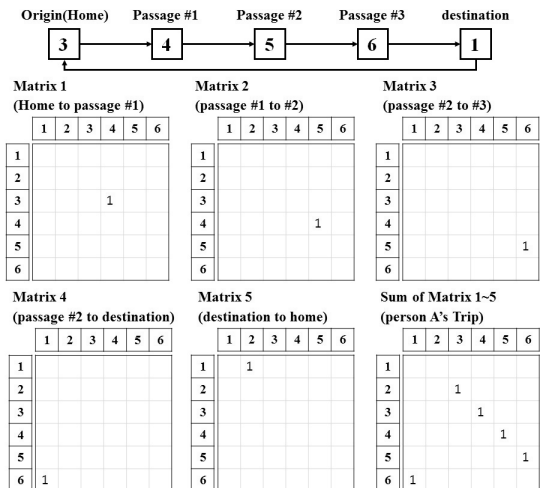 Origin(Home) Passage #1 Passage #2 Passage #3 destination
3 4 5 6 1
Matrix 1 Matrix 2 Matrix 3
(Home to passage #1) (passage #1 to #2) (passage #2 to #3)
1 2 3 4 5 6 1 2 3 4 5 6 1 2 3 4 5 6
1 1 1
2 2 2
3 1 3 3
4 4 1 4
5 5 5 1
6 6 6
Matrix 4 Matrix 5 Sum of Matrix 1~5
(passage #2 to destination) (destination to home) (person A's Trip)
1 2 3 4 5 6 1 2 3 4 5 6 1 2 3 4 5 6
1 1 1 1
2 2 2 1
3 3 3 1
4 4 4 1
5 5 5 1
6 1 6 6 1